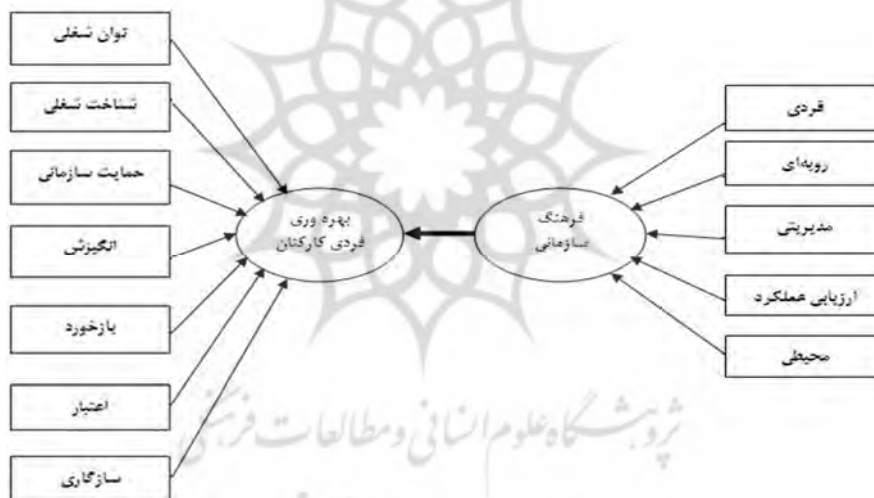 فردی
رویه‌ای
مدیریتی
ارزیابی عملکرد
محیطی
فرهنگ
سازمانی
بهره وری
فردی کارکنان
توان شغلی
شناخت شغلی
حمایت سازمانی
انگیزشی
بازخورد
اعتبار
سازگاری
پژوهشگاه علوم انسانی و مطالعات فرهنگی